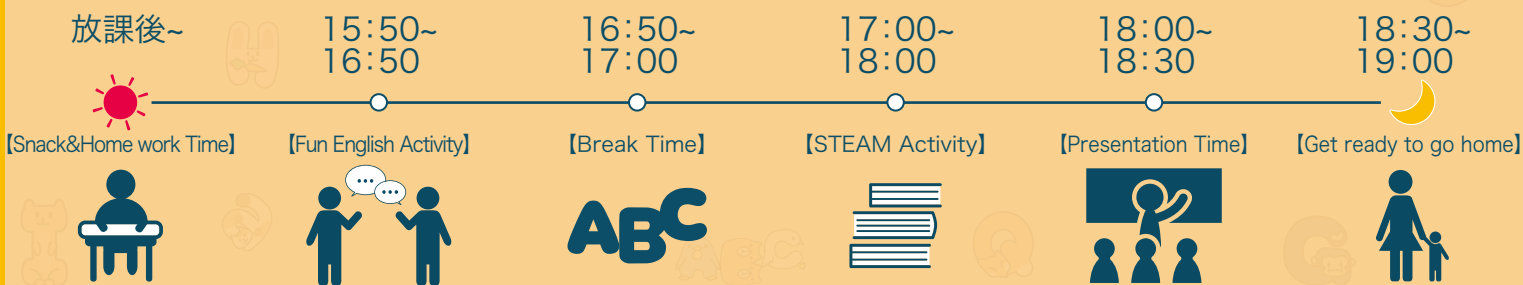 放課後~
15:50~
16:50
16:50~
17:00
17:00~
18:00
18:00~
18:30
18:30~
19:00
【Snack&Home work Time】
【Fun English Activity】
【Break Time】
【STEAM Activity】
【Presentation Time】
【Get ready to go home】
ABC